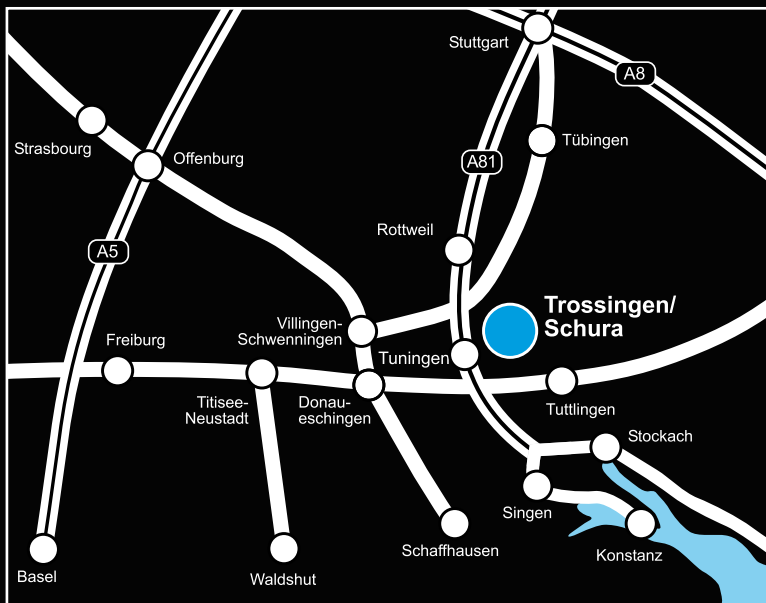 Stuttgart
A8
Strasbourg
Offenburg
Tübingen
A81
Rottweil
A5
Trossingen/
Schura
Villingen-
Schwenningen
Freiburg
Tuningen
Titisee-
Neustadt
Donau-
eschingen
Tuttlingen
Stockach
Singen
Schaffhausen
Konstanz
Basel
Waldshut